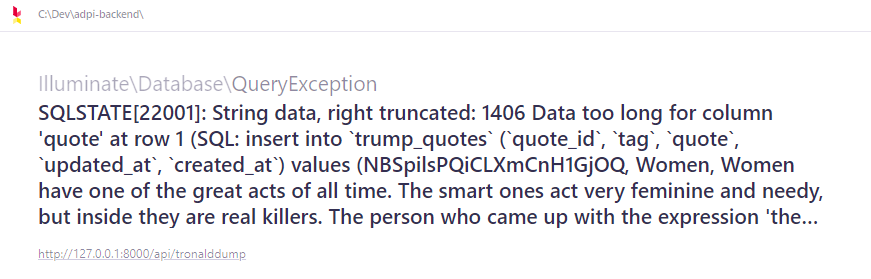 C:\Dev\adpi-backend\
Illuminate\Database\QueryException
SQLSTATE[22001]: String data, right truncated: 1406 Data too long for column
'quote' at row 1 (SQL: insert into `trump_quotes` (`quote_id`, `tag`, `quote`,
`updated_at`, `created_at`) values (NBSpilsPQiCLXmCnH1GjOQ, Women, Women
have one of the great acts of all time. The smart ones act very feminine and needy,
but inside they are real killers. The person who came up with the expression 'the...
http://127.0.0.1:8000/api/tronalddump